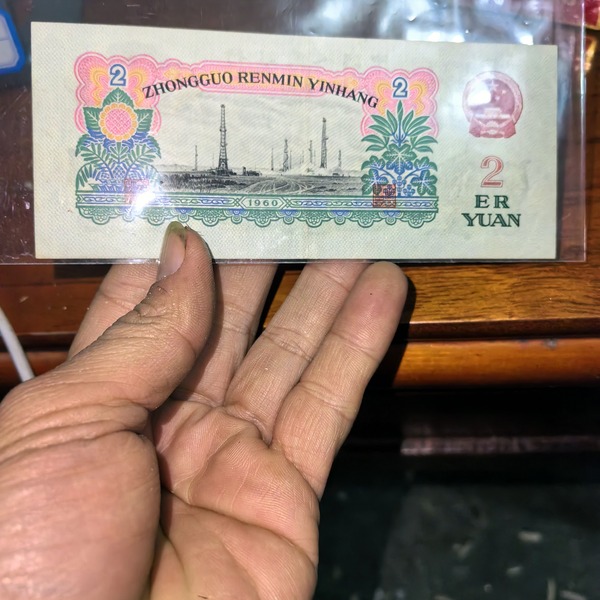 2
2
ZHONGGUO RENMIN YINHANG
1960
2
ER
YUAN